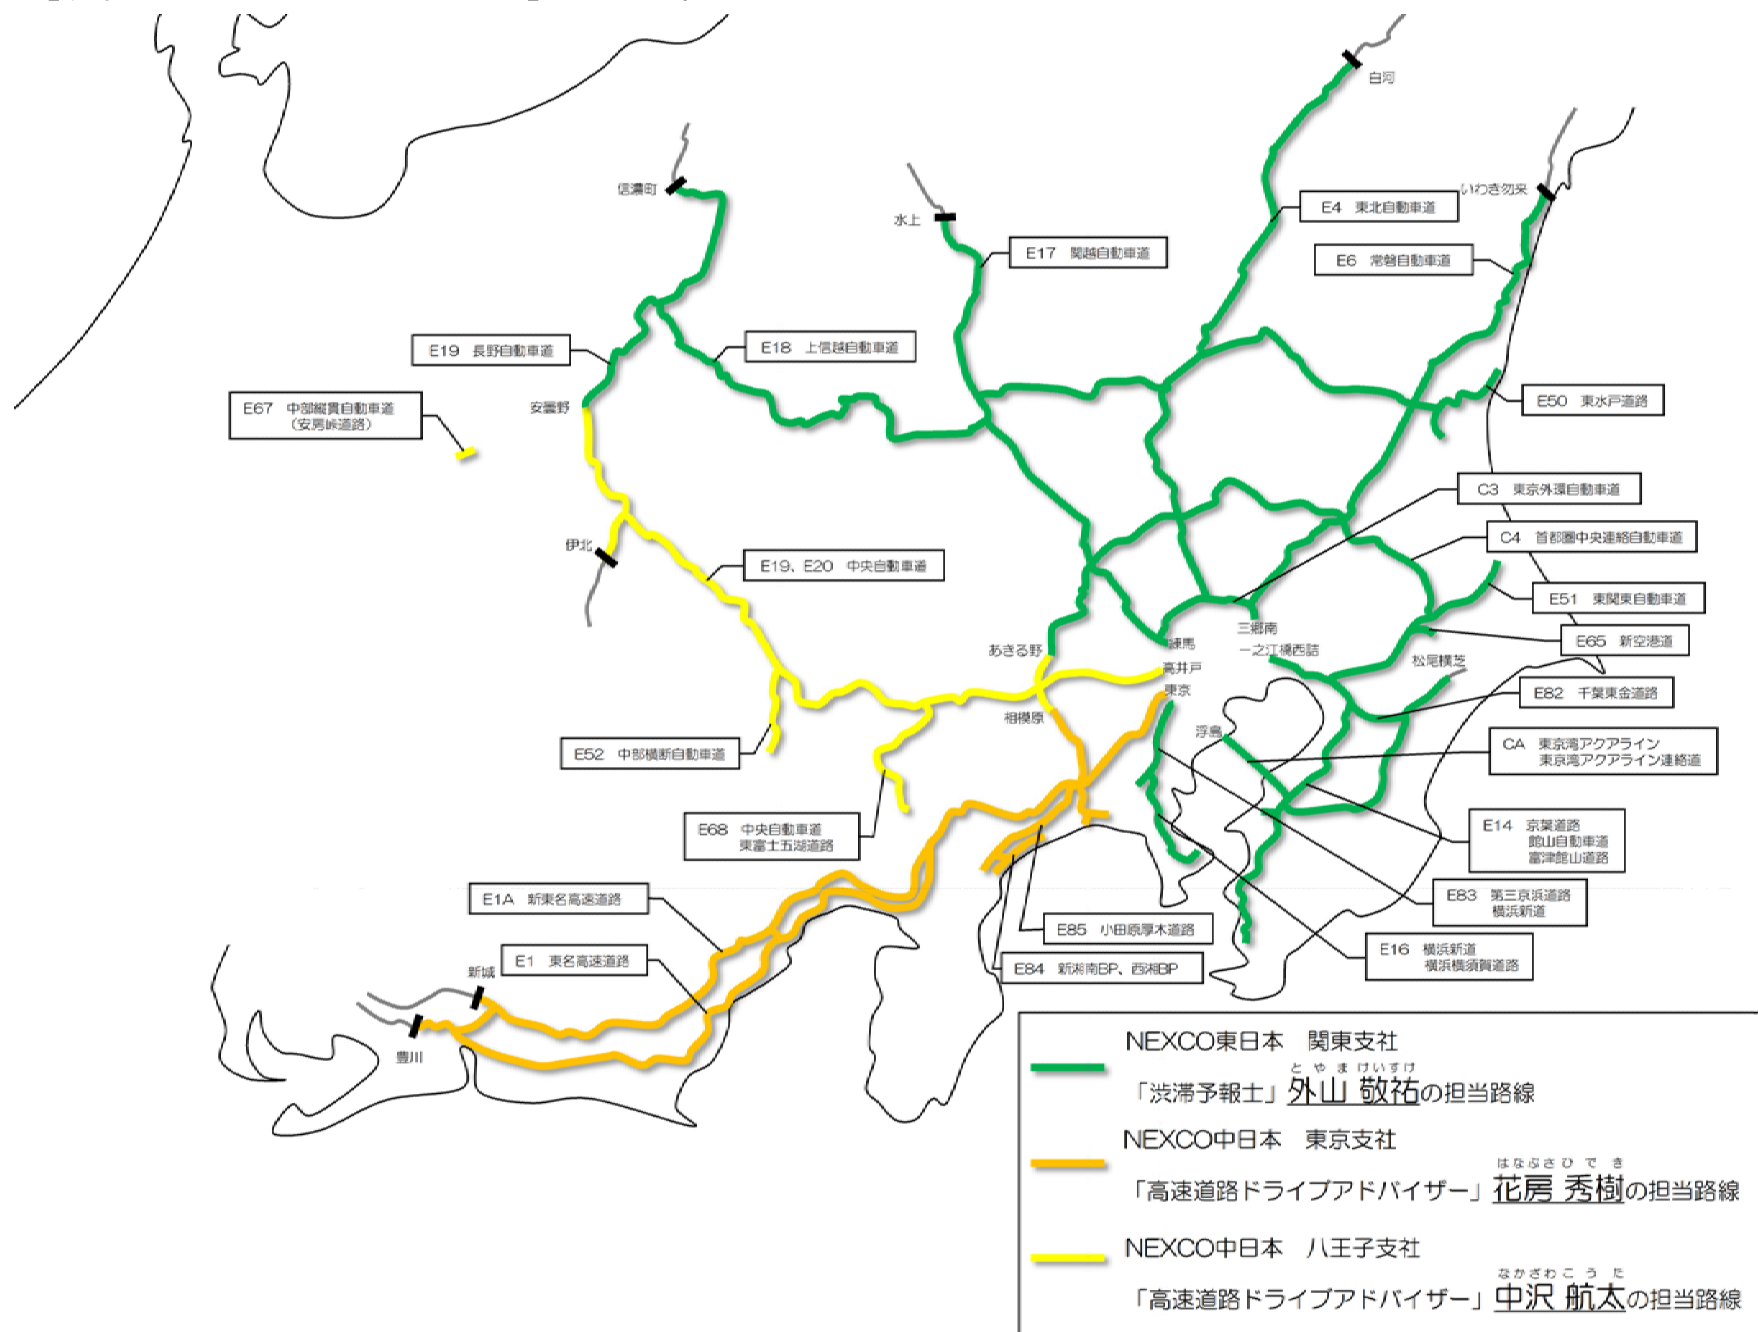 白河
信濃町
いわき勿来
水上
E4　東北自動車道
E17　関越自動車道
E6　常磐自動車道
E19　長野自動車道
E18　上信越自動車道
E67　中部縦貫自動車道
（安房峠道路）
安曇野
E50　東水戸道路
C3　東京外環自動車道
C4　首都圏中央連絡自動車道
伊北
E19、E20　中央自動車道
E51　東関東自動車道
三郷南
E65　新空港道
あきる野
練馬
一之江橋西詰
松尾横芝
高井戸
東京
E82　千葉東金道路
相模原
浮島
E52　中部横断自動車道
CA　東京湾アクアライン
東京湾アクアライン連絡道
E68　中央自動車道
東富士五湖道路
E14　京葉道路
館山自動車道
富津館山道路
E1A　新東名高速道路
E83　第三京浜道路
横浜新道
E85　小田原厚木道路
E16　横浜新道
横浜横須賀道路
E1　東名高速道路
E84　新湘南BP、西湘BP
新城
豊川
NEXCO東日本　関東支社
とやまけいすけ
「渋滞予報士」外山 敬祐の担当路線
NEXCO中日本　東京支社
はなぶさひでき
「高速道路ドライブアドバイザー」花房 秀樹の担当路線
NEXCO中日本　八王子支社
なかざわこうた
「高速道路ドライブアドバイザー」中沢 航太の担当路線